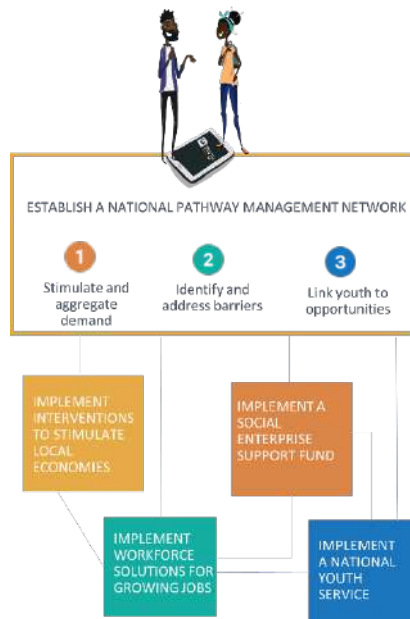 ESTABLISH A NATIONAL PATHWAY MANAGEMENT NETWORK
1
2
3
Stimulate and
aggregate
demand
Identify and
address barriers
Link youth to
opportunities
IMPLEMENT
INTERVENTIONS
TO STIMULATE
LOCAL
ECONOMIES
IMPLEMENT A
SOCIAL
ENTERPRISE
SUPPORT FUND
IMPLEMENT
WORKFORCE
SOLUTIONS FOR
GROWING JOBS
IMPLEMENT
A NATIONAL
YOUTH
SERVICE